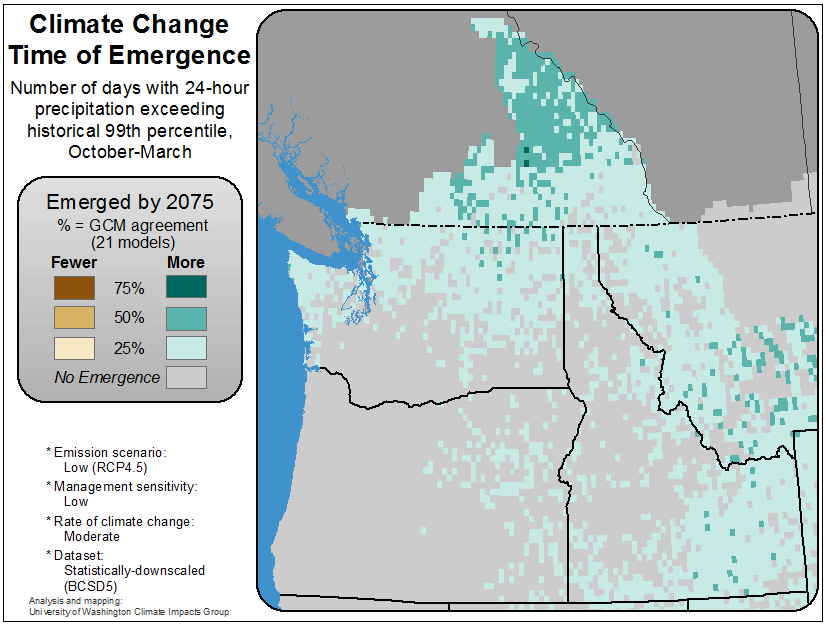 Climate Change
Time of Emergence
Number of days with 24-hour
precipitation exceeding
historical 99th percentile,
October-March
Emerged by 2075
% = GCM agreement
(21 models)
Fewer More
75%
50%
25%
No Emergence
* Emission scenario:
Low (RCP4.5)
* Management sensitivity:
Low
* Rate of climate change:
Moderate
* Dataset:
Statistically-downscaled
(BCSD5)
Analysis and mapping:
University of Washington Climate Impacts Group